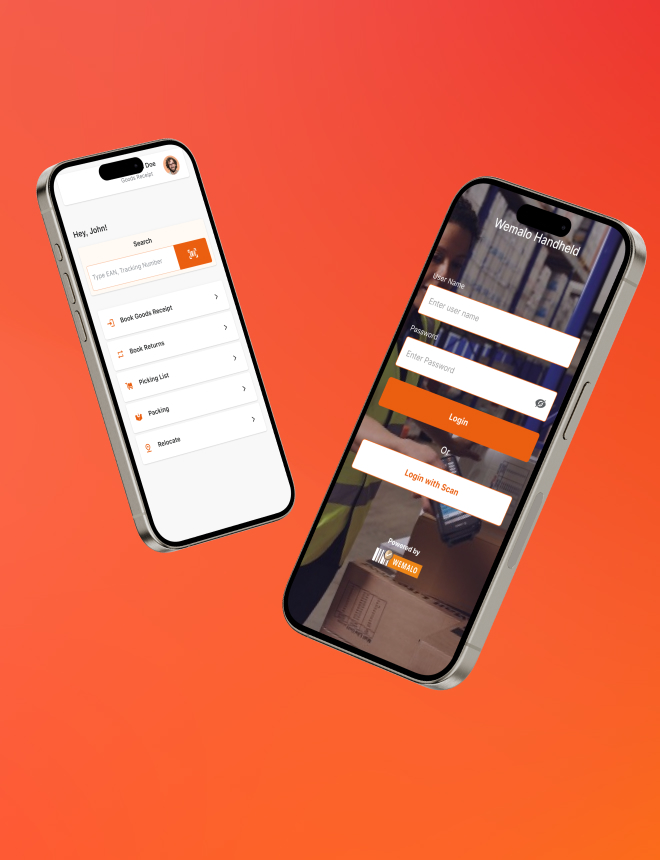 Doe
Goods Receipt
Hey, John!
Search
Type EAN, Tracking Number
Book Goods Receipt
Book Returns
Picking List
Packing
Relocate
Wemalo Handheld
User Name
Enter user name
Password
Enter Password
Login
Or
Login with Scan
Powered by
WEMALO